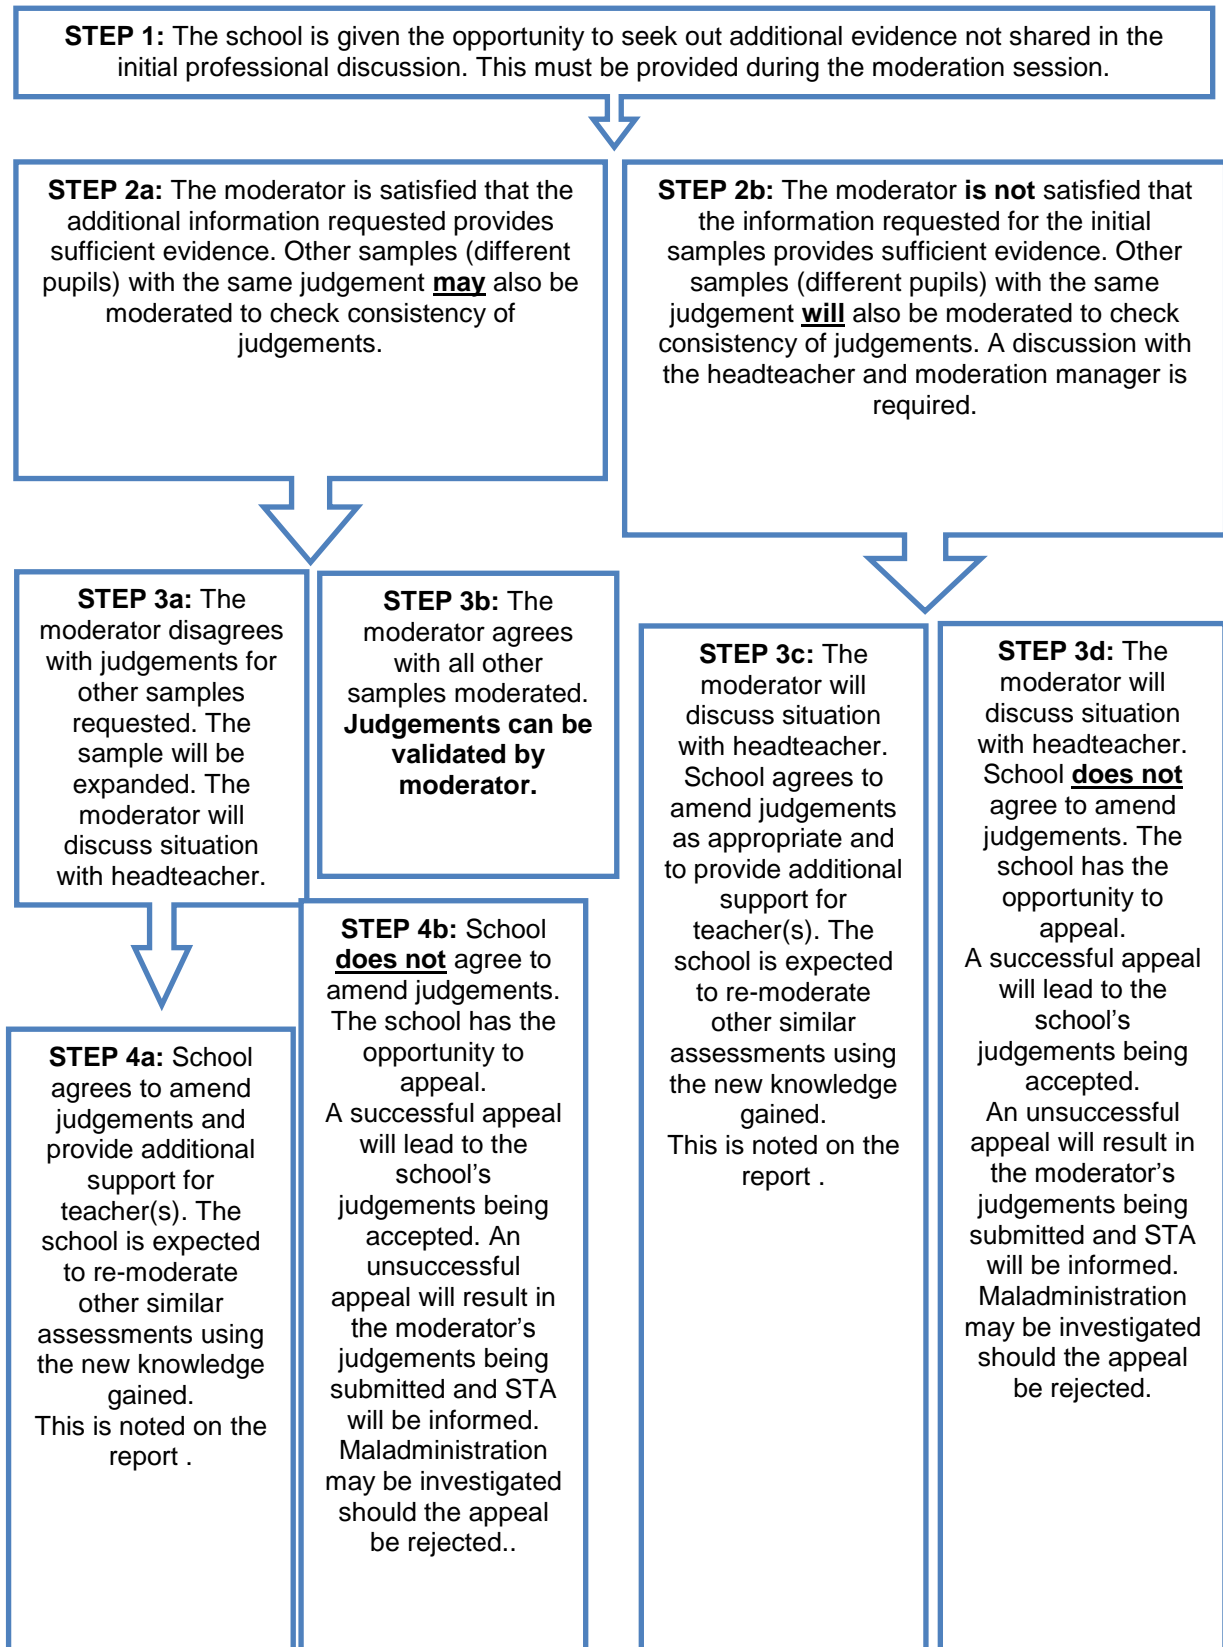 STEP 1: The school is given the opportunity to seek out additional evidence not shared in the
initial professional discussion. This must be provided during the moderation session.
STEP 2a: The moderator is satisfied that the
additional information requested provides
sufficient evidence. Other samples (different
pupils) with the same judgement may also be
moderated to check consistency of
judgements.
STEP 2b: The moderator is not satisfied that
the information requested for the initial
samples provides sufficient evidence. Other
samples (different pupils) with the same
judgement will also be moderated to check
consistency of judgements. A discussion with
the headteacher and moderation manager is
required.
STEP 3a: The
moderator disagrees
with judgements for
other samples
requested. The
sample will be
expanded. The
moderator will
discuss situation
with headteacher.
STEP 3b: The
moderator agrees
with all other
samples moderated.
Judgements can be
validated by
moderator.
STEP 3c: The
moderator will
discuss situation
with headteacher.
School agrees to
amend judgements
as appropriate and
to provide additional
support for
teacher(s). The
school is expected
to re-moderate
other similar
assessments using
the new knowledge
gained.
This is noted on the
report .
STEP 3d: The
moderator will
discuss situation
with headteacher.
School does not
agree to amend
judgements. The
school has the
opportunity to
appeal.
A successful appeal
will lead to the
school's
judgements being
accepted.
An unsuccessful
appeal will result in
the moderator's
judgements being
submitted and STA
will be informed.
Maladministration
may be investigated
should the appeal
be rejected.
STEP 4a: School
agrees to amend
judgements and
provide additional
support for
teacher(s). The
school is expected
to re-moderate
other similar
assessments using
the new knowledge
gained.
This is noted on the
report .
STEP 4b: School
does not agree to
amend judgements.
The school has the
opportunity to
appeal.
A successful appeal
will lead to the
school's
judgements being
accepted. An
unsuccessful
appeal will result in
the moderator's
judgements being
submitted and STA
will be informed.
Maladministration
may be investigated
should the appeal
be rejected..